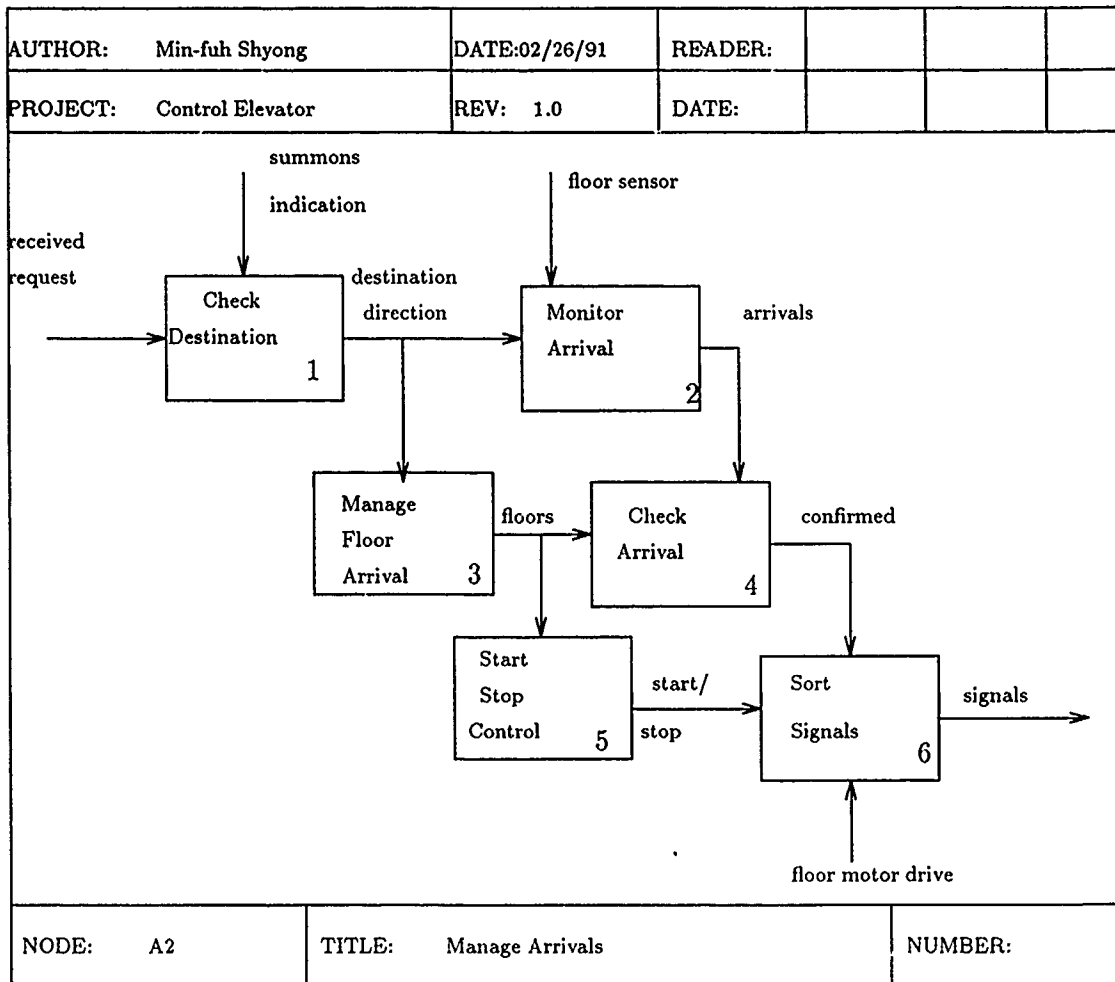 AUTHOR: Min-fuh Shyong DATE:02/26/91 READER:
PROJECT: Control Elevator REV: 1.0 DATE:
summons
indication
floor sensor
received
request
Check
Destination
1
destination
direction
Monitor
Arrival
2
arrivals
Manage
Floor
Arrival
3
floors
Check
Arrival
4
confirmed
Start
Stop
Control
5
start/
stop
Sort
Signals
6
signals
floor motor drive
NODE: A2 TITLE: Manage Arrivals NUMBER: